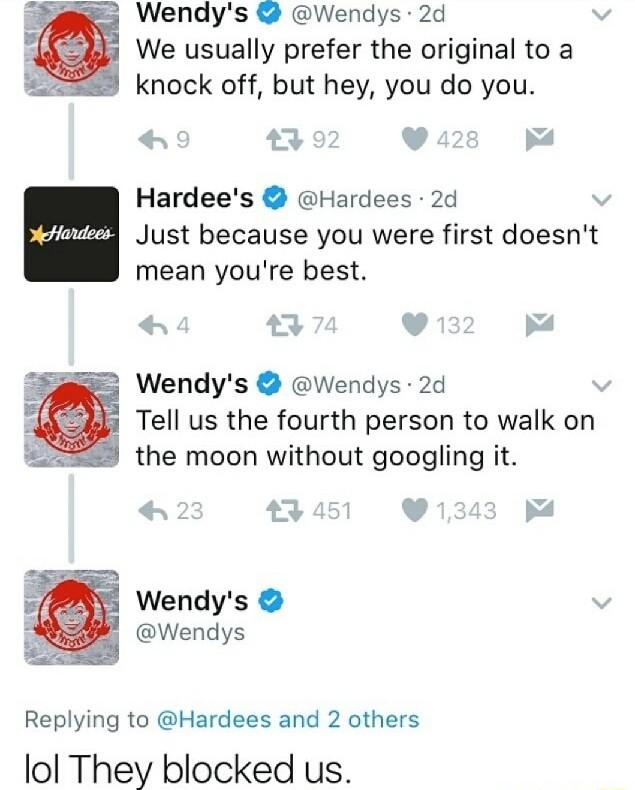 Wendy's @Wendys · 2d
We usually prefer the original to a
knock off, but hey, you do you.
9 92 428
Hardee's @Hardees · 2d
Hardee's
Just because you were first doesn't
mean you're best.
4 74 132
Wendy's @Wendys · 2d
Tell us the fourth person to walk on
the moon without googling it.
23 451 1,343
Wendy's
@Wendys
Replying to @Hardees and 2 others
lol They blocked us.